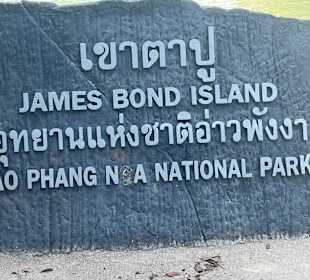 เขาตาปู
JAMES BOND ISLAND
อุทยานแห่งชาติอ่าวพังงา
AO PHANG NGA NATIONAL PARK